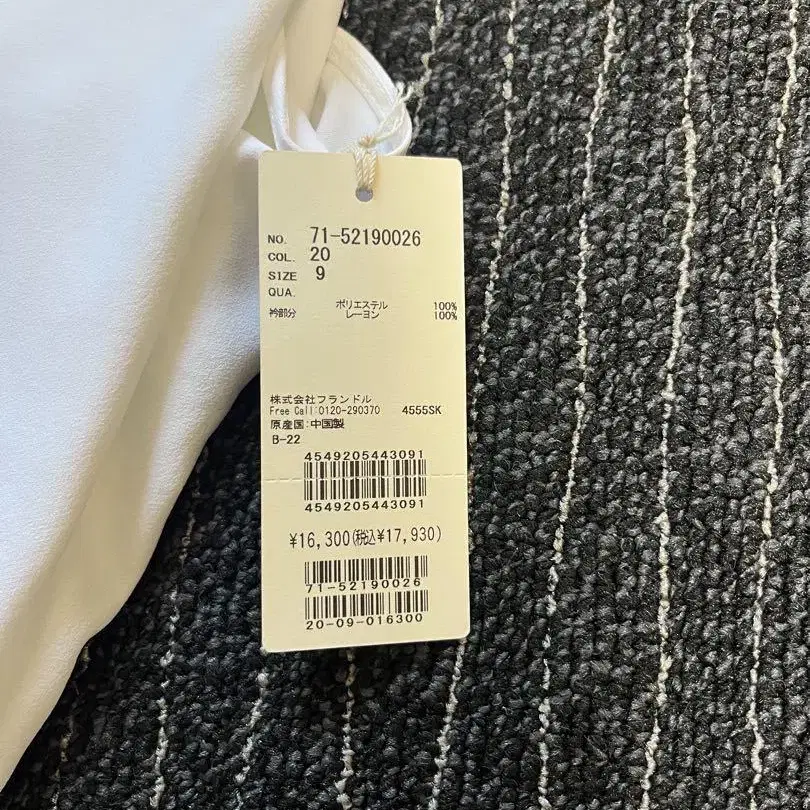 NO. 71-52190026
COL. 20
SIZE 9
QUA.
ポリエステル 100%
衿部分 レーヨン 100%
株式会社フランドル
Free Call:0120-290370 4555SK
原産国:中国製
B-22
4549205443091
4549205443091
¥16,300(税込¥17,930)
71-52190026
20-09-016300